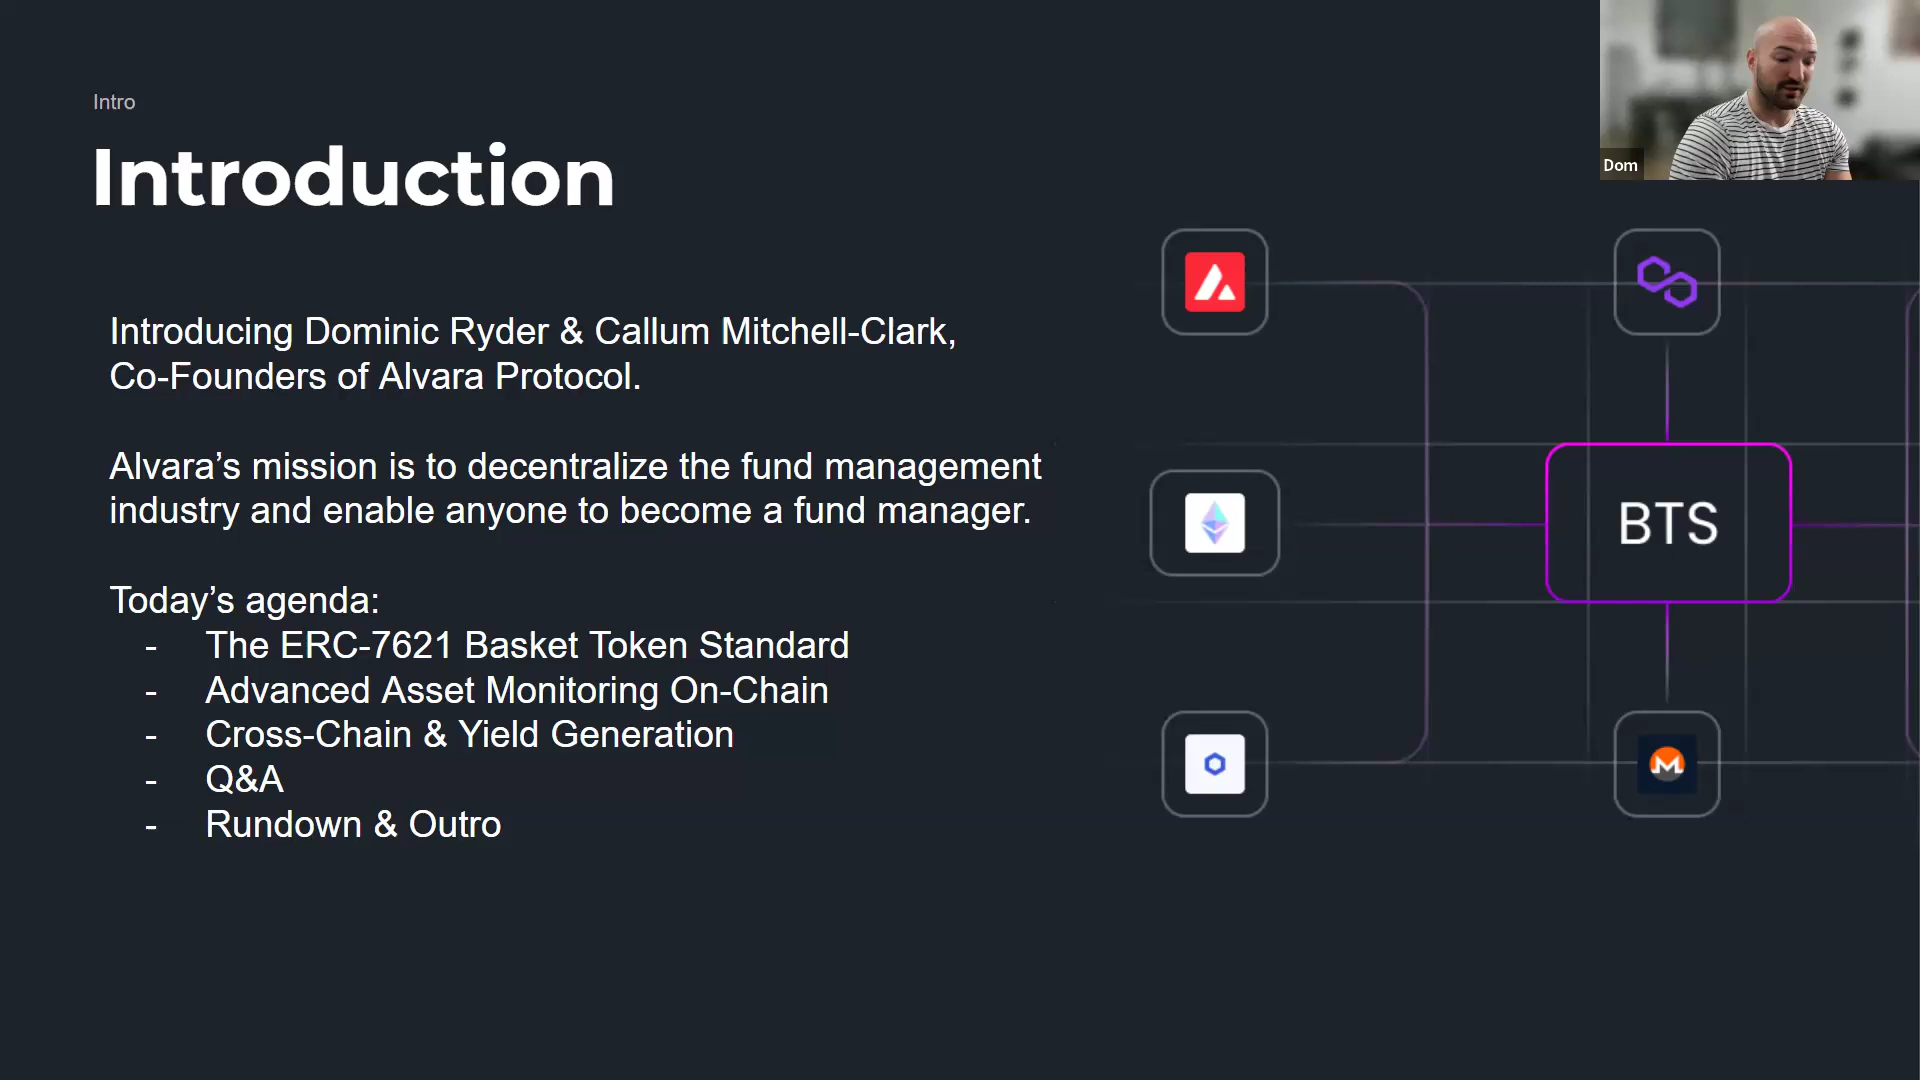 Intro
Introduction
Dom
Introducing Dominic Ryder & Callum Mitchell-Clark,
Co-Founders of Alvara Protocol.
Alvara’s mission is to decentralize the fund management
industry and enable anyone to become a fund manager.
Today’s agenda:
- The ERC-7621 Basket Token Standard
- Advanced Asset Monitoring On-Chain
- Cross-Chain & Yield Generation
- Q&A
- Rundown & Outro
BTS